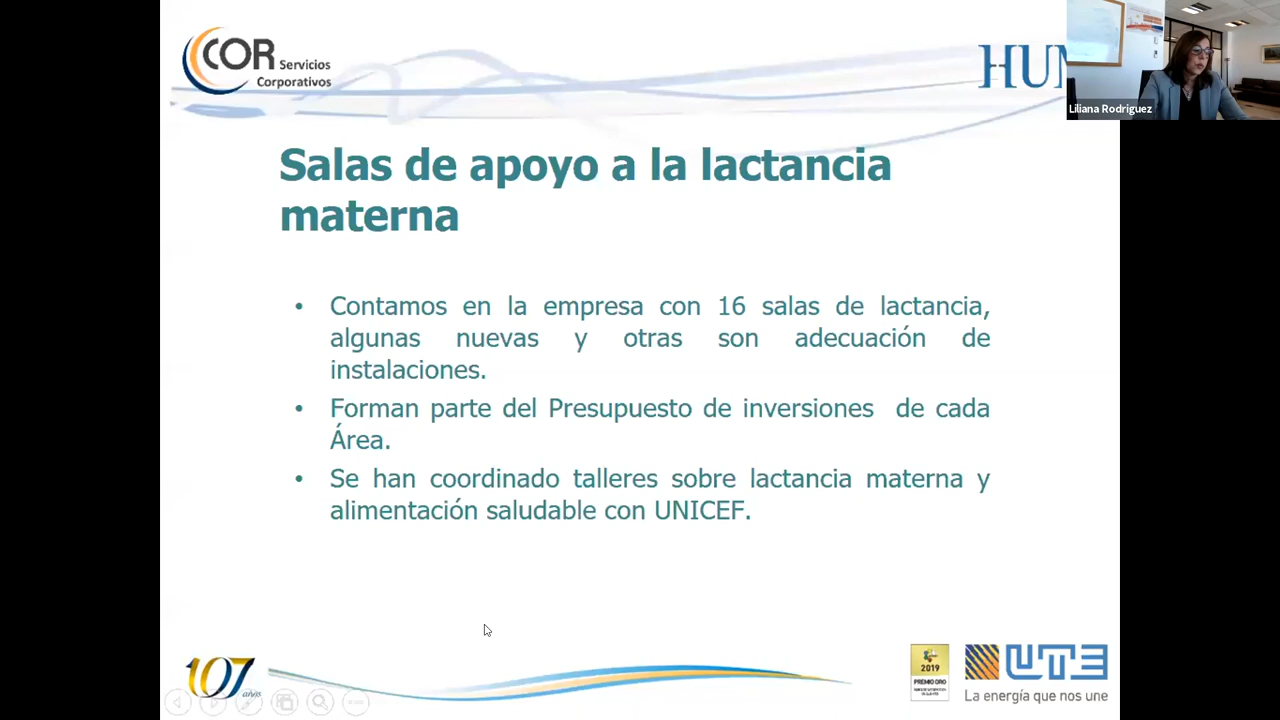 COR Servicios
Corporativos
Liliana Rodriguez
Salas de apoyo a la lactancia
materna
• Contamos en la empresa con 16 salas de lactancia,
algunas nuevas y otras son adecuación de
instalaciones.
• Forman parte del Presupuesto de inversiones de cada
Área.
• Se han coordinado talleres sobre lactancia materna y
alimentación saludable con UNICEF.
107
años
2019
PREMIO ORO
UTE
La energía que nos une